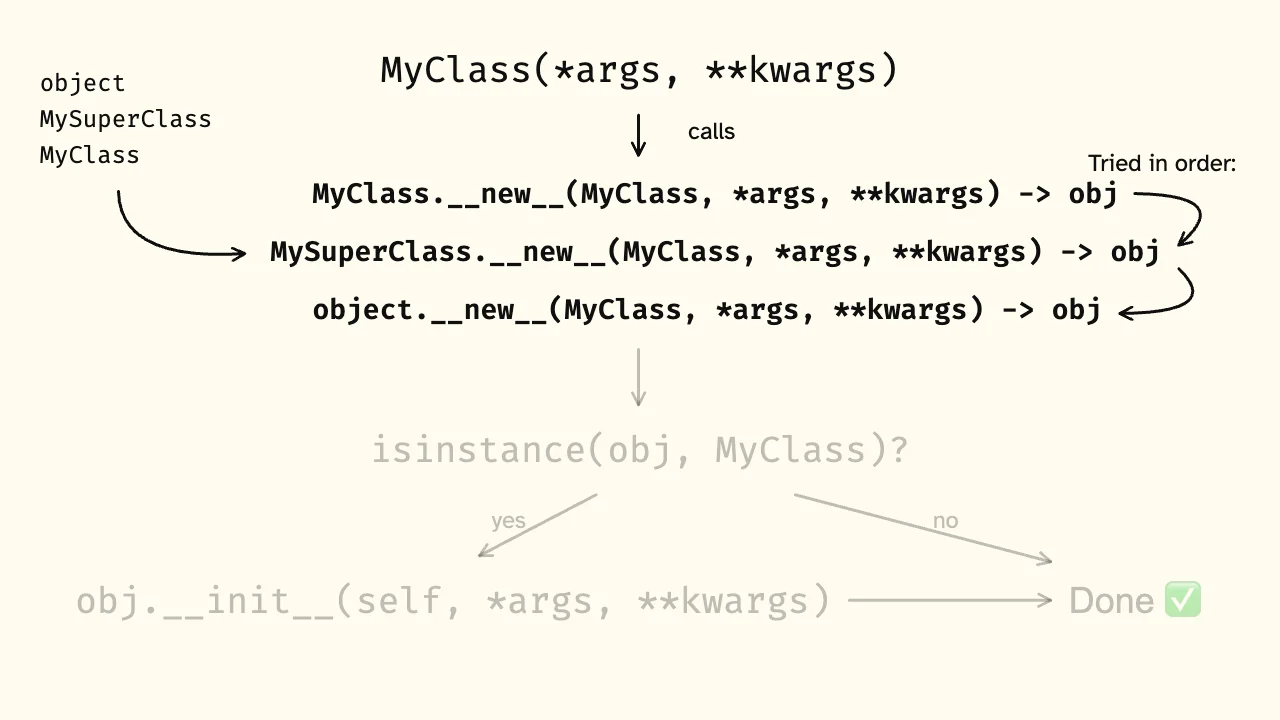 MyClass(*args, **kwargs)
object
MySuperClass
MyClass
calls
Tried in order:
MyClass.__new__(MyClass, *args, **kwargs) -> obj
MySuperClass.__new__(MyClass, *args, **kwargs) -> obj
object.__new__(MyClass, *args, **kwargs) -> obj
isinstance(obj, MyClass)?
yes
no
obj.__init__(self, *args, **kwargs)
Done ✅